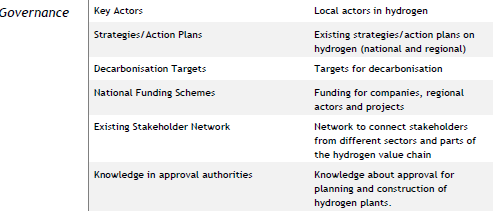 Governance
Key Actors
Local actors in hydrogen
Strategies/Action Plans
Existing strategies/action plans on
hydrogen (national and regional)
Decarbonisation Targets
Targets for decarbonisation
National Funding Schemes
Funding for companies, regional
actors and projects
Existing Stakeholder Network
Network to connect stakeholders
from different sectors and parts of
the hydrogen value chain
Knowledge in approval authorities
Knowledge about approval for
planning and construction of
hydrogen plants.